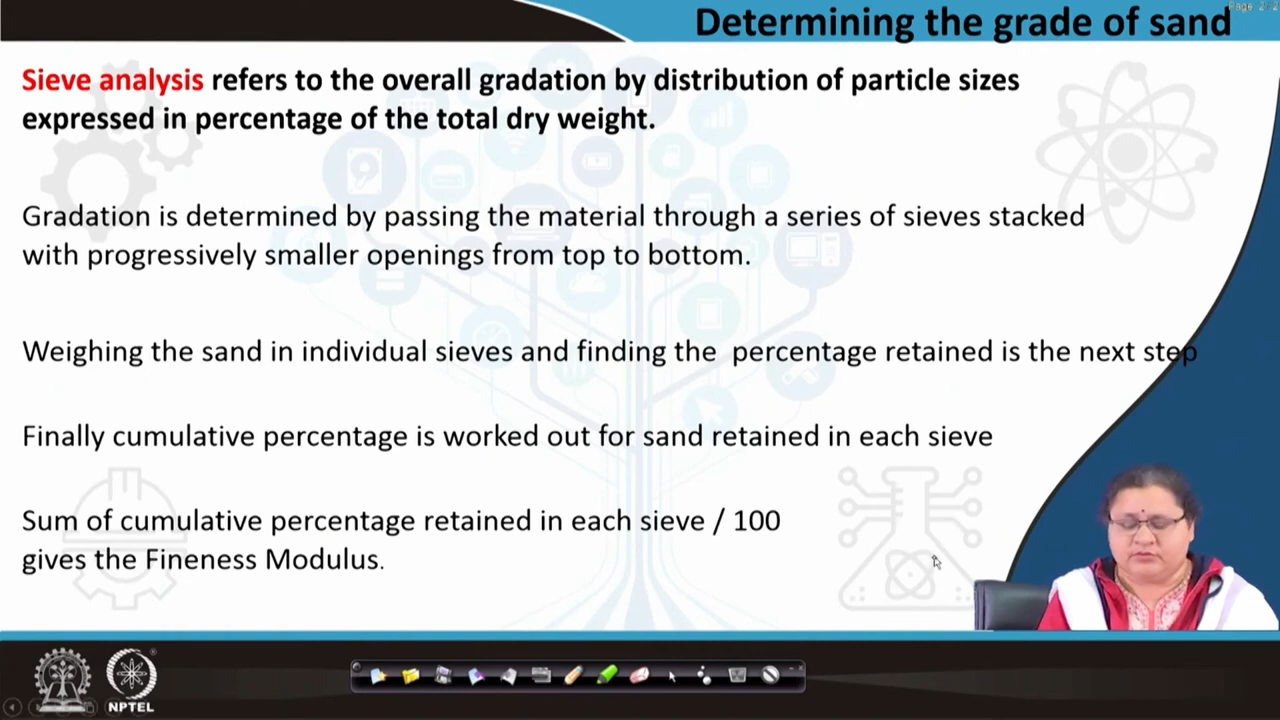 Page 2/2
Determining the grade of sand
Sieve analysis refers to the overall gradation by distribution of particle sizes
expressed in percentage of the total dry weight.
Gradation is determined by passing the material through a series of sieves stacked
with progressively smaller openings from top to bottom.
Weighing the sand in individual sieves and finding the percentage retained is the next step
Finally cumulative percentage is worked out for sand retained in each sieve
Sum of cumulative percentage retained in each sieve / 100
gives the Fineness Modulus.
NPTEL